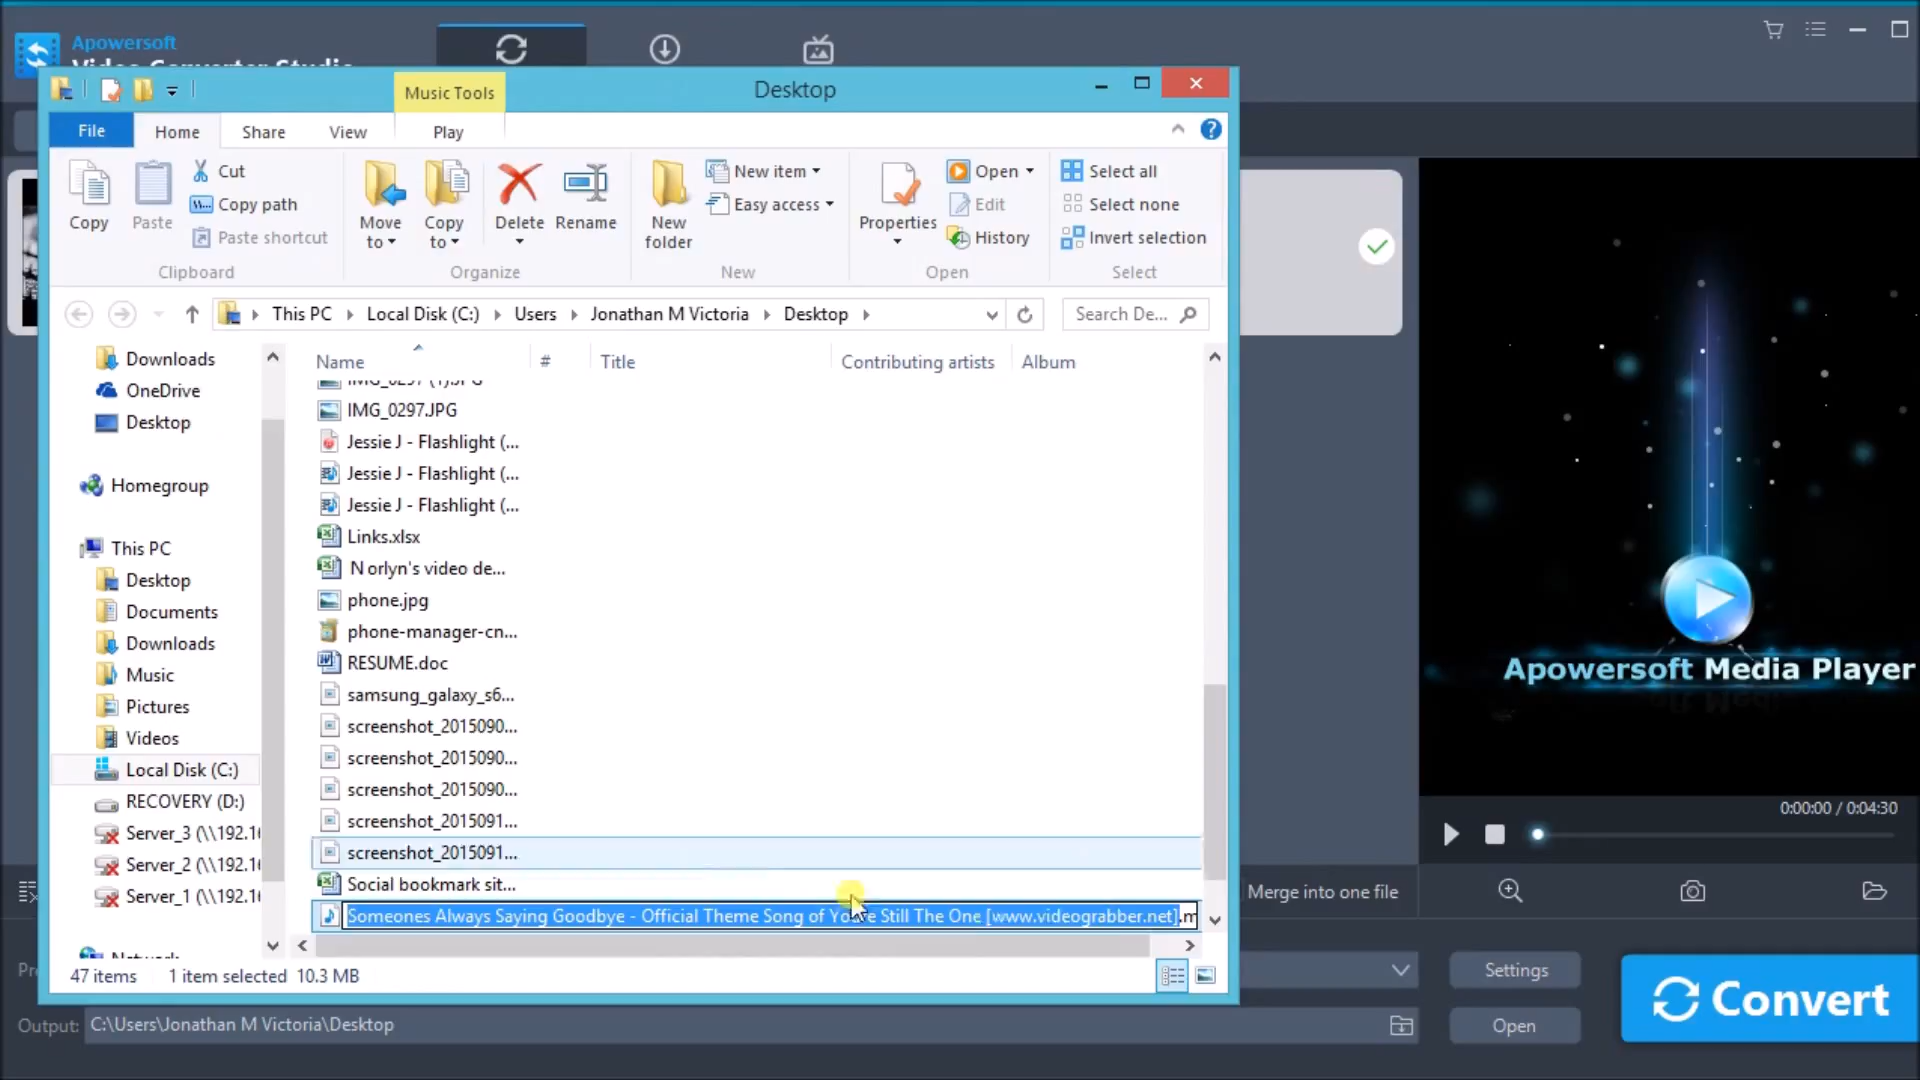 Apowersoft
Video Converter Studio
Music Tools
Desktop
File
Home
Share
View
Play
Copy
Paste
Cut
Copy path
Paste shortcut
Clipboard
Move to
Copy to
Delete
Rename
Organize
New folder
New item
Easy access
New
Properties
Open
Edit
History
Open
Select all
Select none
Invert selection
Select
This PC
Local Disk (C:)
Users
Jonathan M Victoria
Desktop
Search De...
Downloads
OneDrive
Desktop
Homegroup
This PC
Desktop
Documents
Downloads
Music
Pictures
Videos
Local Disk (C:)
RECOVERY (D:)
Server_3 (\\192.1
Server_2 (\\192.1
Server_1 (\\192.1
Network
Name
#
Title
Contributing artists
Album
IMG_0297 (1).JPG
IMG_0297.JPG
Jessie J - Flashlight (...
Jessie J - Flashlight (...
Jessie J - Flashlight (...
Links.xlsx
N orlyn's video de...
phone.jpg
phone-manager-cn...
RESUME.doc
samsung_galaxy_s6...
screenshot_2015090...
screenshot_2015090...
screenshot_2015090...
screenshot_2015091...
screenshot_2015091...
Social bookmark sit...
Someones Always Saying Goodbye - Official Theme Song of You're Still The One [www.videograbber.net].m
47 items
1 item selected 10.3 MB
Apowersoft Media Player
0:00:00 / 0:04:30
Merge into one file
Settings
Convert
Output:
C:\Users\Jonathan M Victoria\Desktop
Open